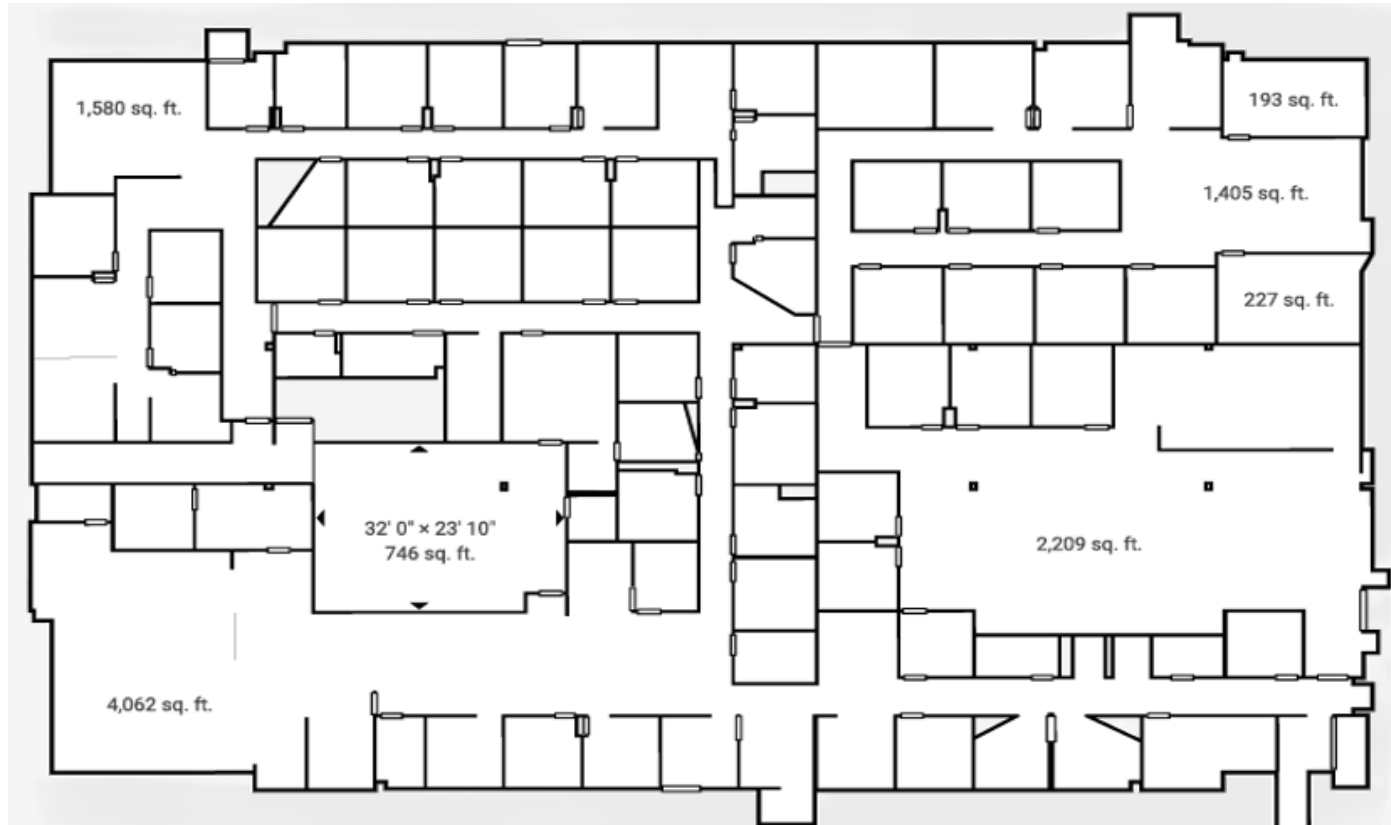 1,580 sq. ft.
193 sq. ft.
1,405 sq. ft.
227 sq. ft.
32' 0" × 23' 10"
746 sq. ft.
2,209 sq. ft.
4,062 sq. ft.